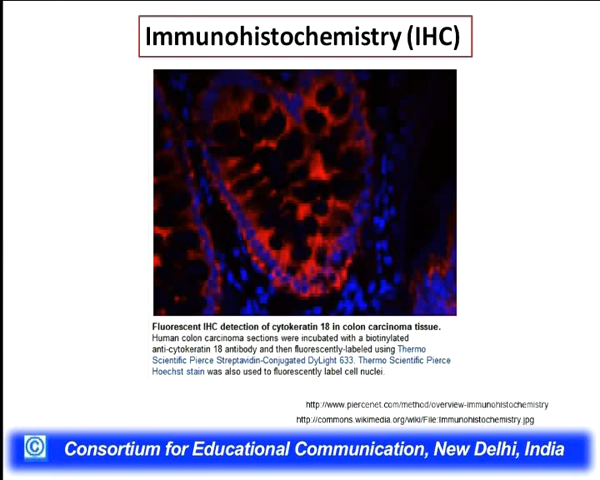 Immunohistochemistry (IHC)
Fluorescent IHC detection of cytokeratin 18 in colon carcinoma tissue.
Human colon carcinoma sections were incubated with a biotinylated
anti-cytokeratin 18 antibody and then fluorescently-labeled using Thermo
Scientific Pierce Streptavidin-Conjugated DyLight 633. Thermo Scientific Pierce
Hoechst stain was also used to fluorescently label cell nuclei.
http://www.piercenet.com/method/overview-immunohistochemistry
http://commons.wikimedia.org/wiki/File:Immunohistochemistry.jpg
© Consortium for Educational Communication, New Delhi, India